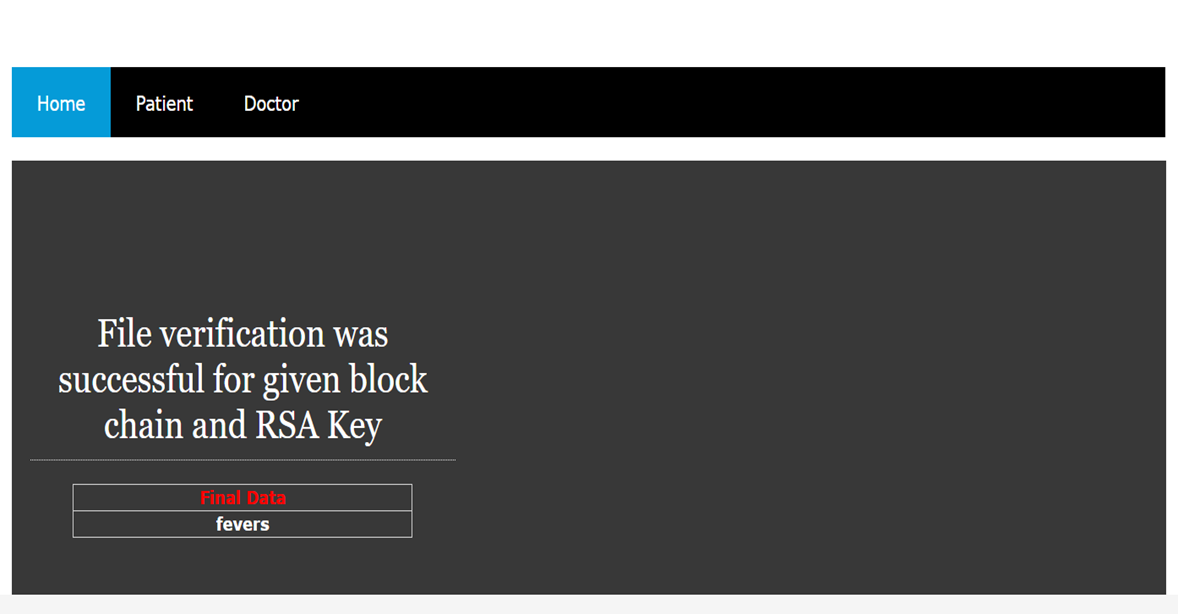 Home Patient Doctor
File verification was
successful for given block
chain and RSA Key
Final Data
fevers